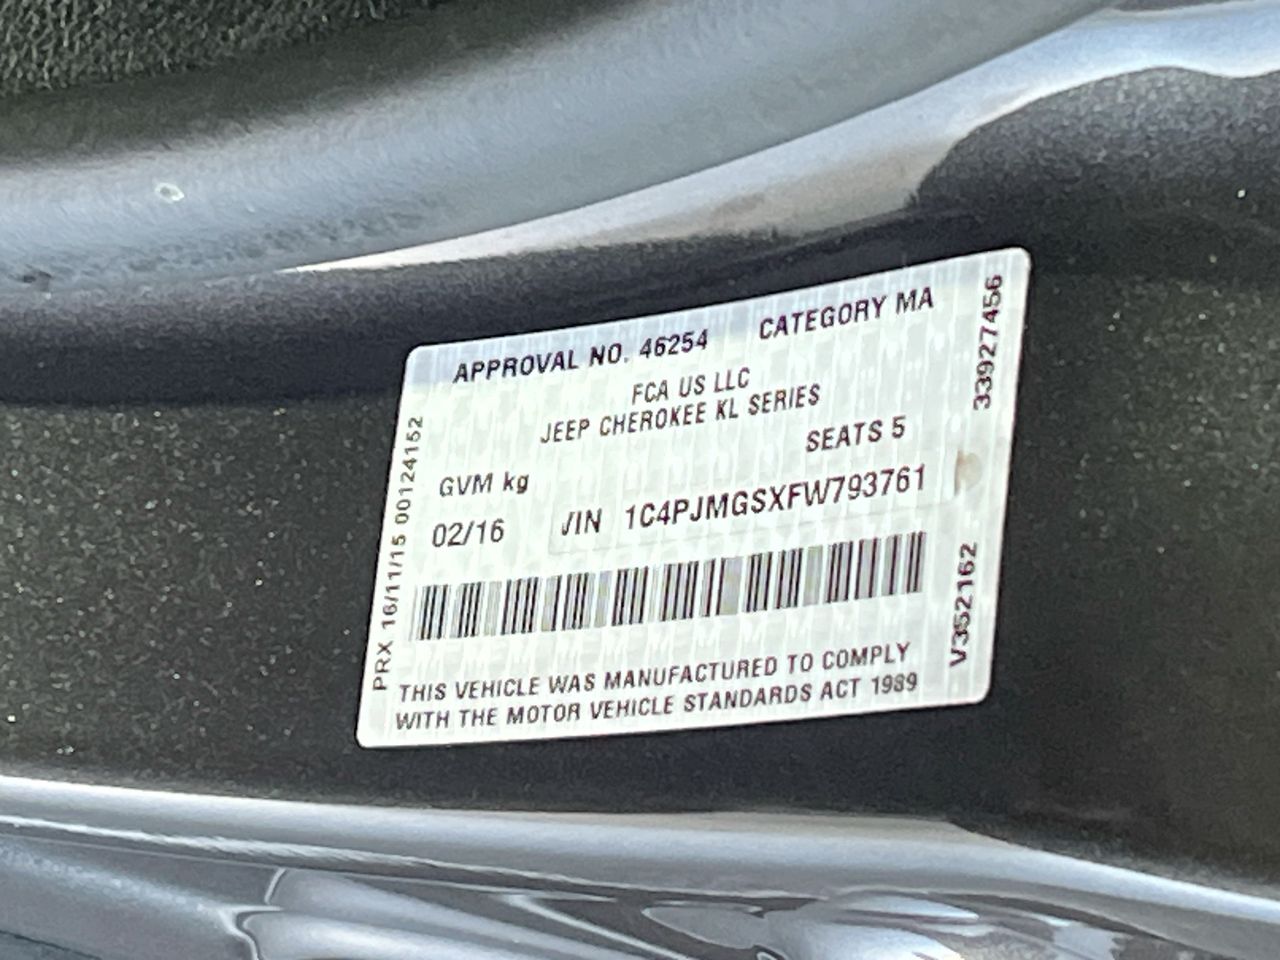 APPROVAL NO. 46254 CATEGORY MA
FCA US LLC
JEEP CHEROKEE KL SERIES
SEATS 5
GVM kg
02/16 VIN 1C4PJMGSXFW793761
THIS VEHICLE WAS MANUFACTURED TO COMPLY
WITH THE MOTOR VEHICLE STANDARDS ACT 1989
PRX 16/11/15 00124152
33927456
V352162